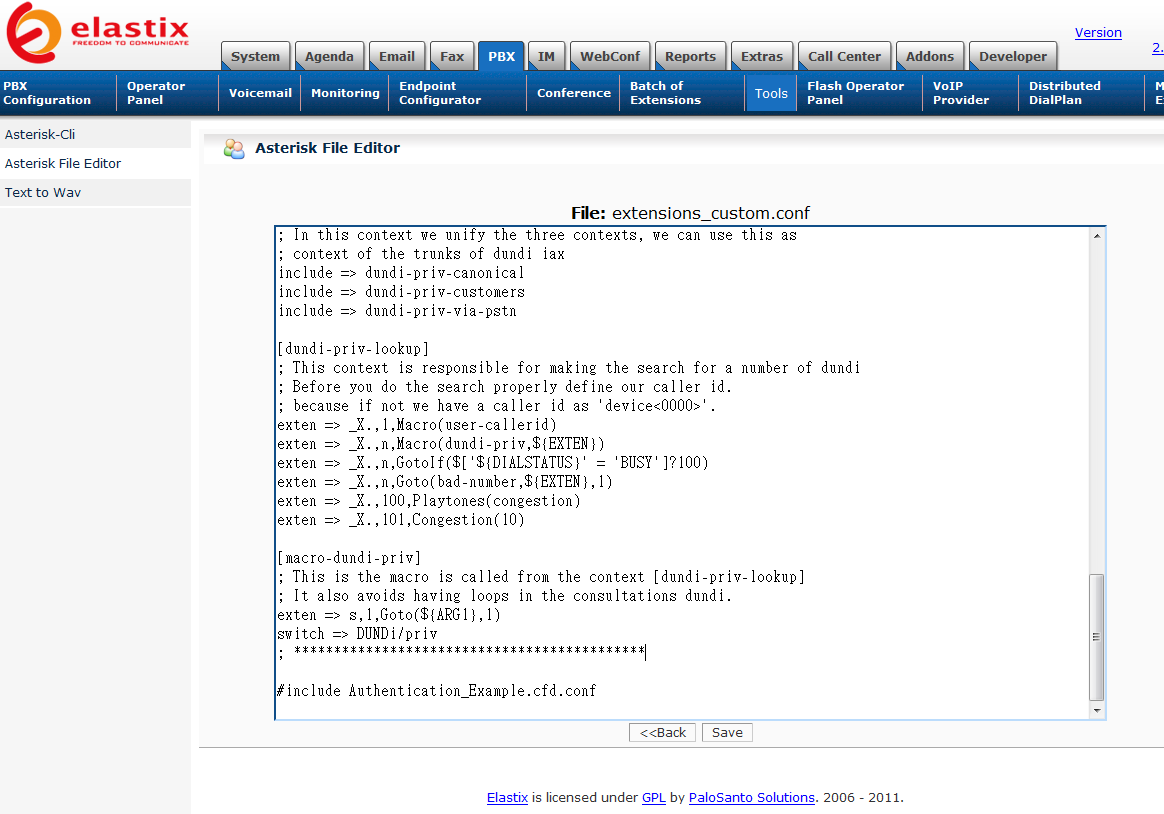 elastix
FREEDOM TO COMMUNICATE
System Agenda Email Fax PBX IM WebConf Reports Extras Call Center Addons Developer
Version
2.
PBX Configuration
Operator Panel
Voicemail
Monitoring
Endpoint Configurator
Conference
Batch of Extensions
Tools
Flash Operator Panel
VoIP Provider
Distributed DialPlan
Asterisk-Cli
Asterisk File Editor
Text to Wav
Asterisk File Editor
File: extensions_custom.conf
; In this context we unify the three contexts, we can use this as
; context of the trunks of dundi iax
include => dundi-priv-canonical
include => dundi-priv-customers
include => dundi-priv-via-pstn
[dundi-priv-lookup]
; This context is responsible for making the search for a number of dundi
; Before you do the search properly define our caller id.
; because if not we have a caller id as 'device<0000>'.
exten => _X.,1,Macro(user-callerid)
exten => _X.,n,Macro(dundi-priv,${EXTEN})
exten => _X.,n,GotoIf($['${DIALSTATUS}' = 'BUSY']?100)
exten => _X.,n,Goto(bad-number,${EXTEN},1)
exten => _X.,100,Playtones(congestion)
exten => _X.,101,Congestion(10)
[macro-dundi-priv]
; This is the macro is called from the context [dundi-priv-lookup]
; It also avoids having loops in the consultations dundi.
exten => s,1,Goto(${ARG1},1)
switch => DUNDi/priv
; ********************************************
#include Authentication_Example.cfd.conf
<<Back Save
Elastix is licensed under GPL by PaloSanto Solutions. 2006 - 2011.